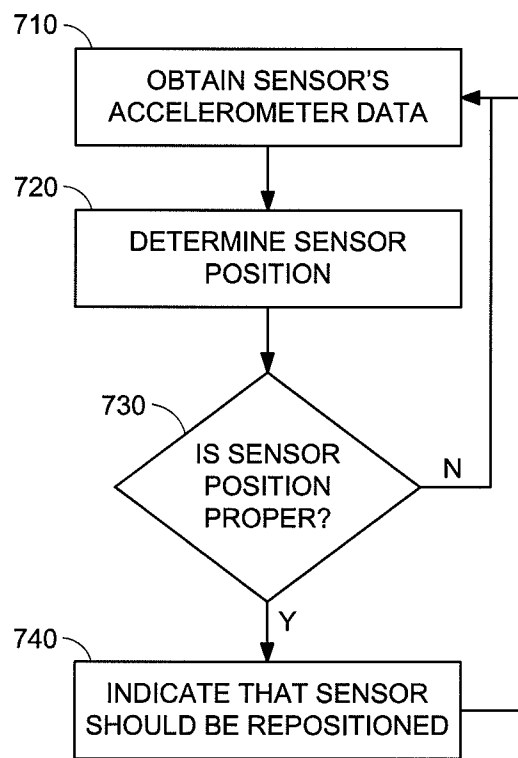 710
OBTAIN SENSOR'S
ACCELEROMETER DATA
720
DETERMINE SENSOR
POSITION
730
IS SENSOR
POSITION
PROPER?
N
Y
740
INDICATE THAT SENSOR
SHOULD BE REPOSITIONED